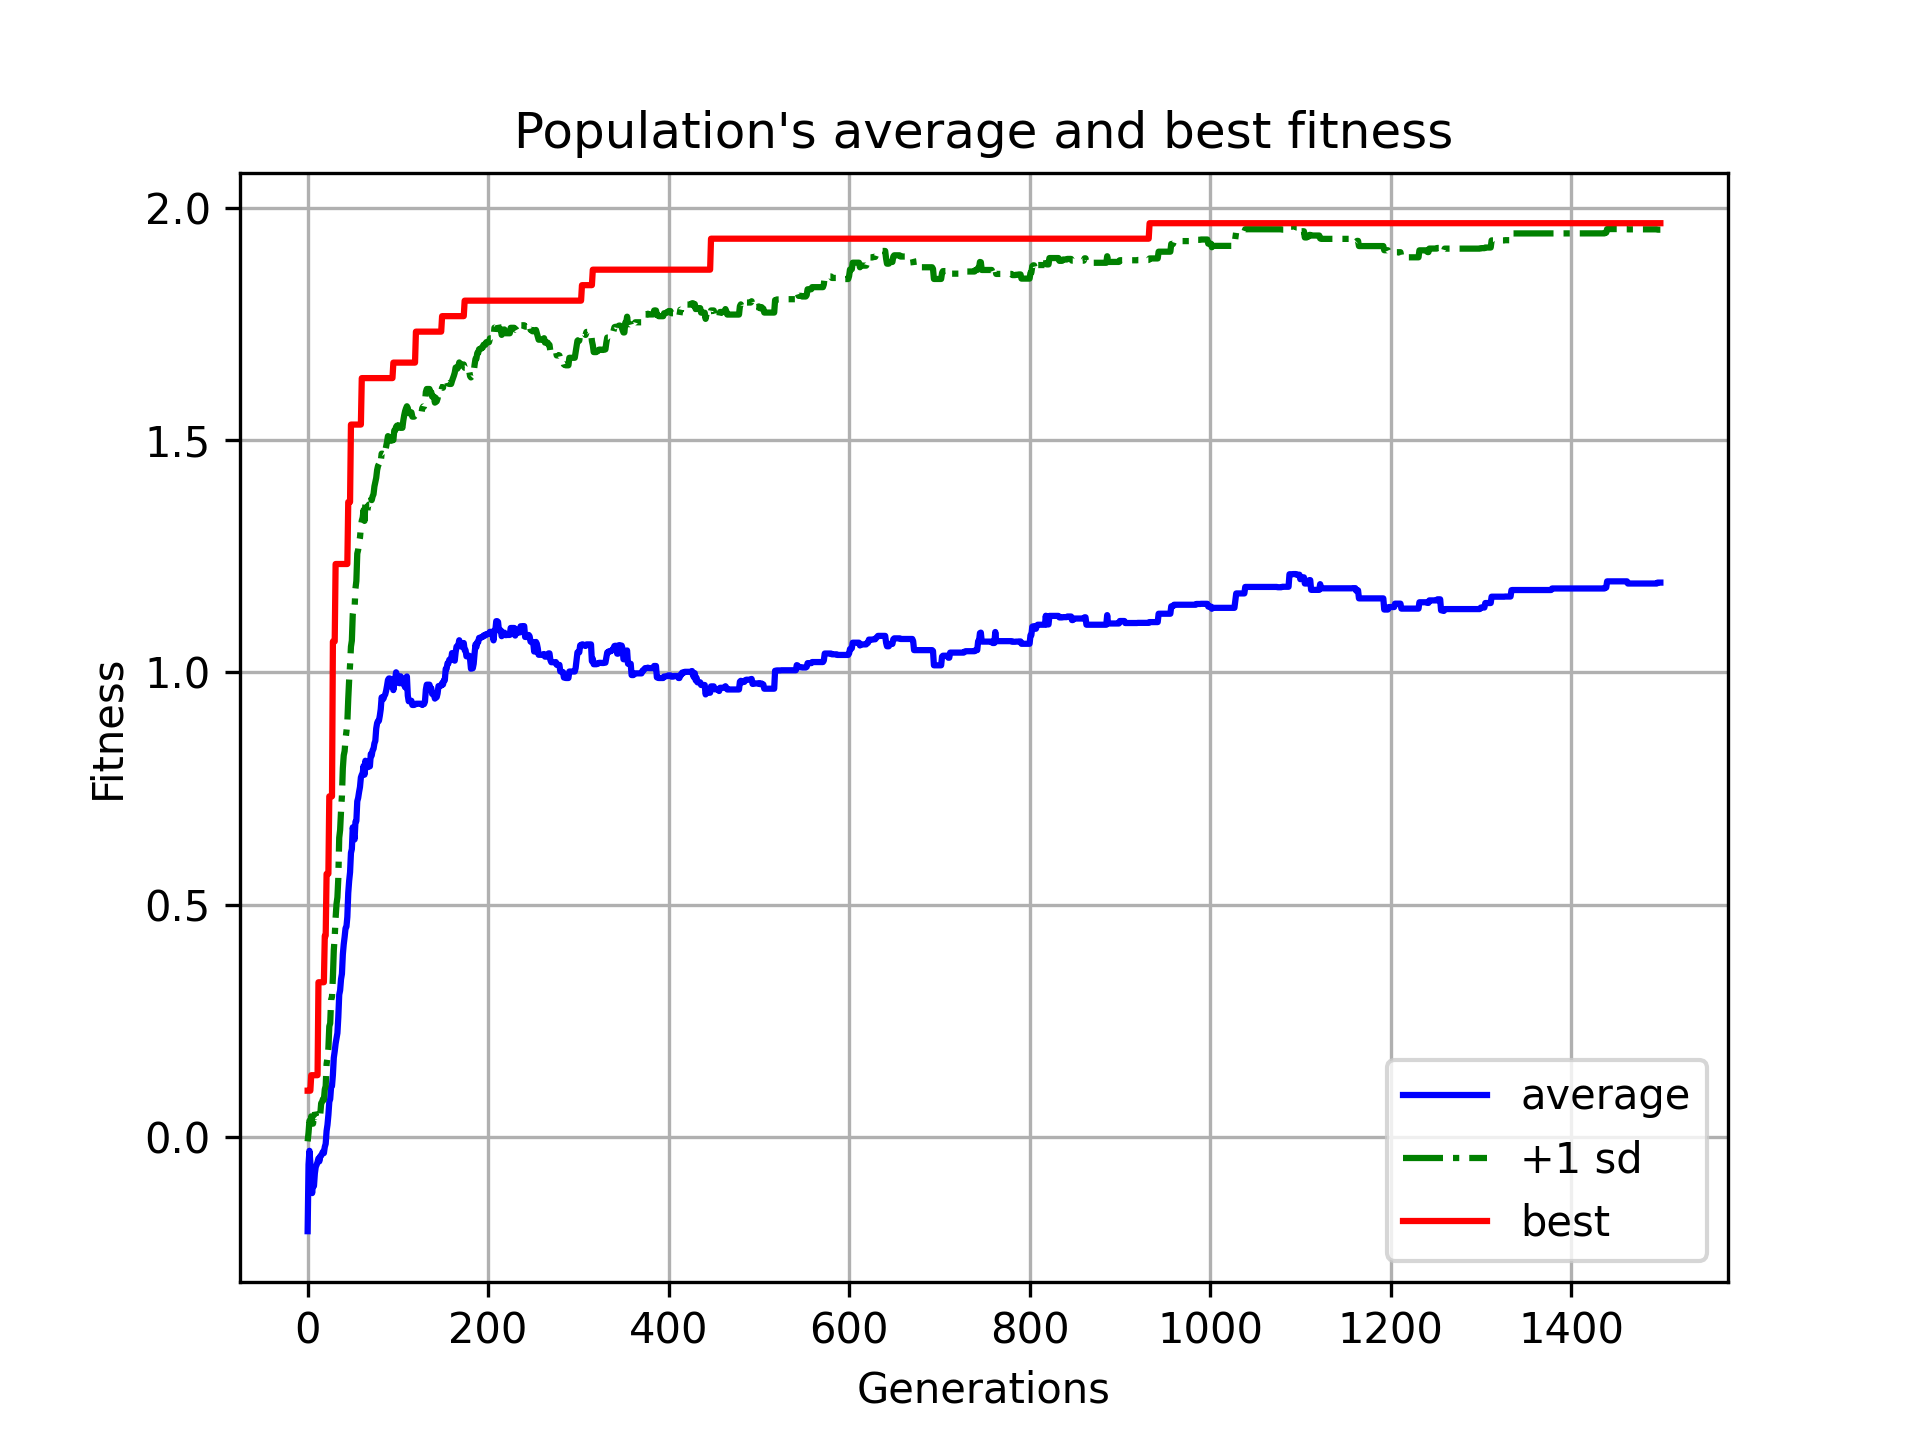 Population's average and best fitness
2.0
1.5
1.0
0.5
0.0
Fitness
0 200 400 600 800 1000 1200 1400
Generations
average
+1 sd
best